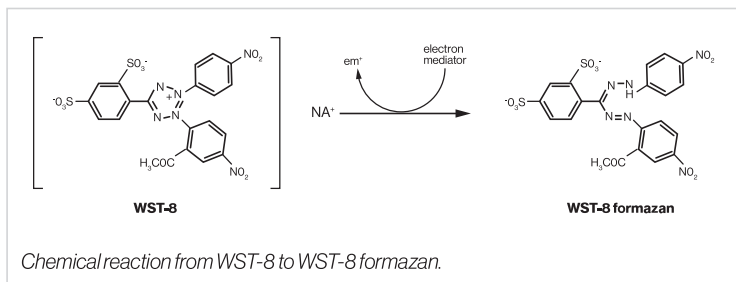 NO₂
SO₃⁻
⁻O₃S
N
N
+
N
N
H₃COC
NO₂
WST-8
em⁺
electron
mediator
NA⁺
NO₂
SO₃⁻
⁻O₃S
N
N
H
N=N
H₃COC
NO₂
WST-8 formazan
Chemical reaction from WST-8 to WST-8 formazan.